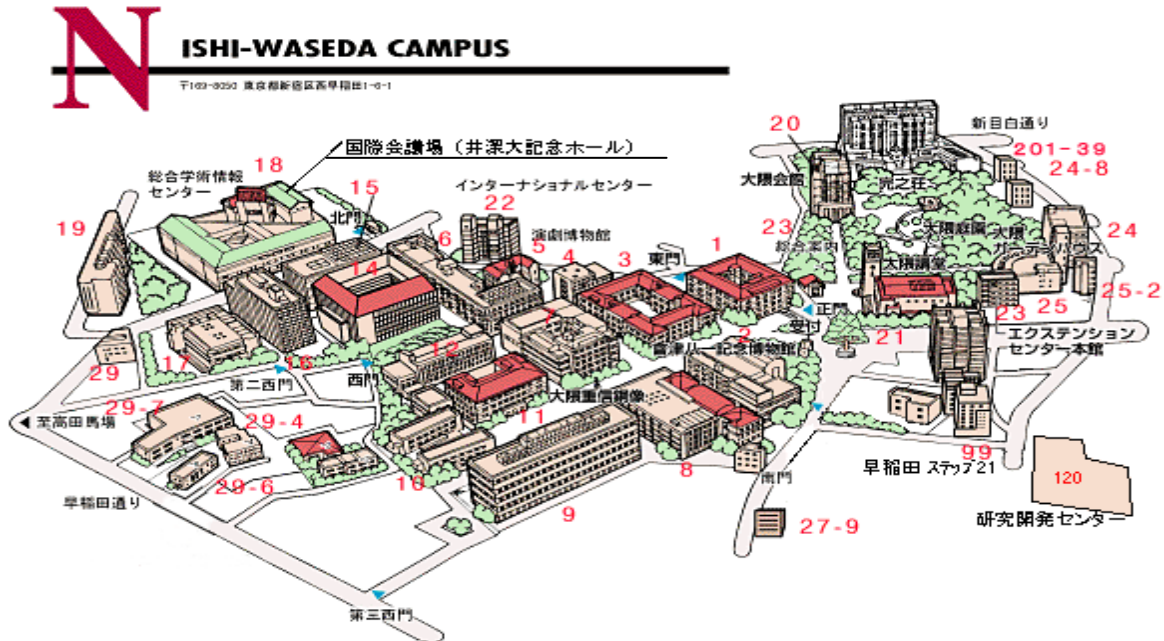 NISHI-WASEDA CAMPUS
〒169-8050 東京都新宿区西早稲田1-6-1
国際会議場（井深大記念ホール）
18
総合学術情報
センター
15
北門
インターナショナルセンター
22
20
大隈会館
新目白通り
201-39
24-8
完之荘
19
6
演劇博物館
5
4
3
東門
1
23
総合案内
大隈庭園
大隈
ガーデンハウス
24
大隈講堂
14
7
正門
受付
2
會津八一記念博物館
21
23
25
25-2
エクステンション
センター本館
17
16
12
29
第二西門
西門
大隈重信銅像
11
29-7
至高田馬場
29-4
10
29-6
8
南門
99
早稲田 ステップ21
120
研究開発センター
早稲田通り
9
27-9
第三西門